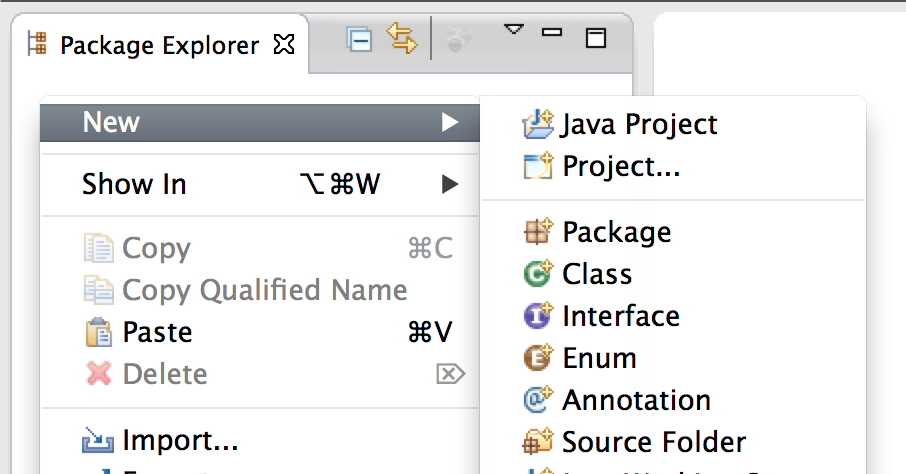 Package Explorer
New
Show In ⌥⌘W
Copy ⌘C
Copy Qualified Name
Paste ⌘V
Delete
Import...
Java Project
Project...
Package
Class
Interface
Enum
Annotation
Source Folder